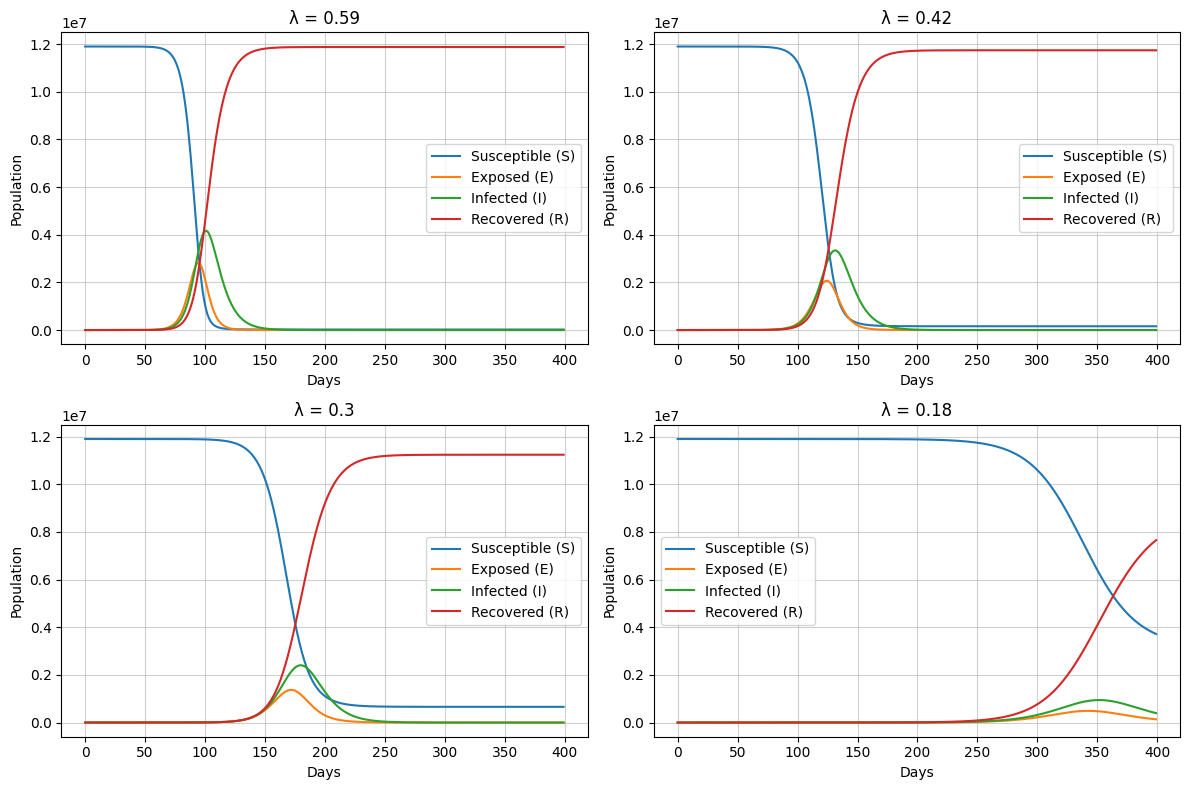 λ = 0.59
1e7
1.2
1.0
0.8
0.6
0.4
0.2
0.0
Population
Susceptible (S)
Exposed (E)
Infected (I)
Recovered (R)
0 50 100 150 200 250 300 350 400
Days
λ = 0.42
1e7
1.2
1.0
0.8
0.6
0.4
0.2
0.0
Population
Susceptible (S)
Exposed (E)
Infected (I)
Recovered (R)
0 50 100 150 200 250 300 350 400
Days
λ = 0.3
1e7
1.2
1.0
0.8
0.6
0.4
0.2
0.0
Population
Susceptible (S)
Exposed (E)
Infected (I)
Recovered (R)
0 50 100 150 200 250 300 350 400
Days
λ = 0.18
1e7
1.2
1.0
0.8
0.6
0.4
0.2
0.0
Population
Susceptible (S)
Exposed (E)
Infected (I)
Recovered (R)
0 50 100 150 200 250 300 350 400
Days